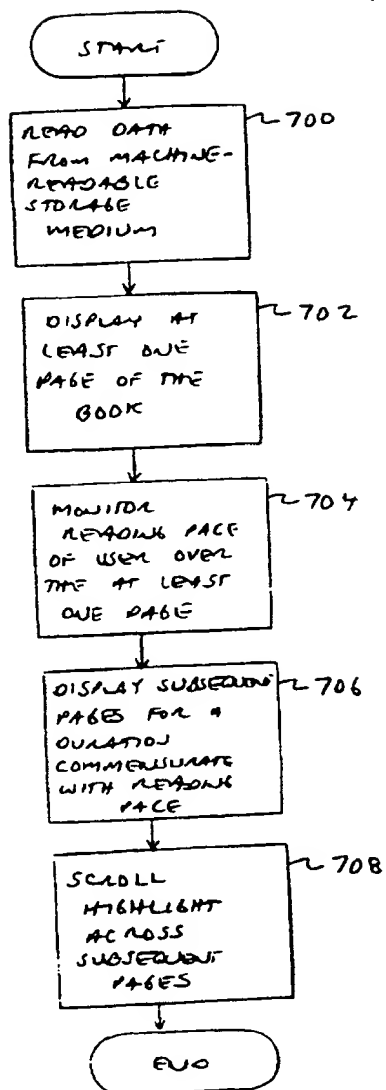 START
READ DATA
FROM MACHINE-
READABLE
STORAGE
MEDIUM
700
DISPLAY AT
LEAST ONE
PAGE OF THE
BOOK
702
MONITOR
READING PACE
OF USER OVER
THE AT LEAST
ONE PAGE
704
DISPLAY SUBSEQUENT
PAGES FOR A
DURATION
COMMENSURATE
WITH READING
PACE
706
SCROLL
HIGHLIGHT
ACROSS
SUBSEQUENT
PAGES
708
END